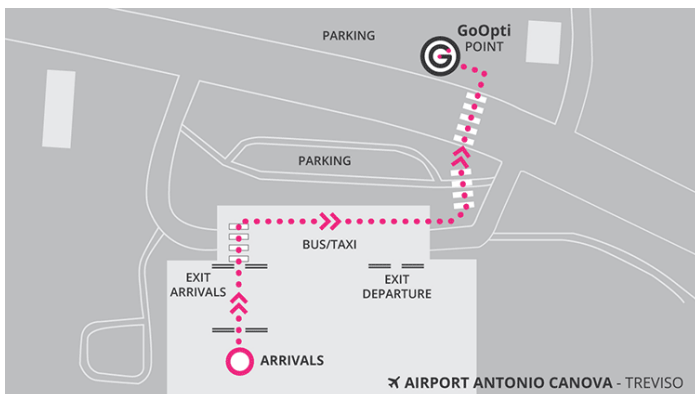 PARKING
GoOpti
POINT
G
PARKING
BUS/TAXI
EXIT
ARRIVALS
EXIT
DEPARTURE
ARRIVALS
AIRPORT ANTONIO CANOVA - TREVISO